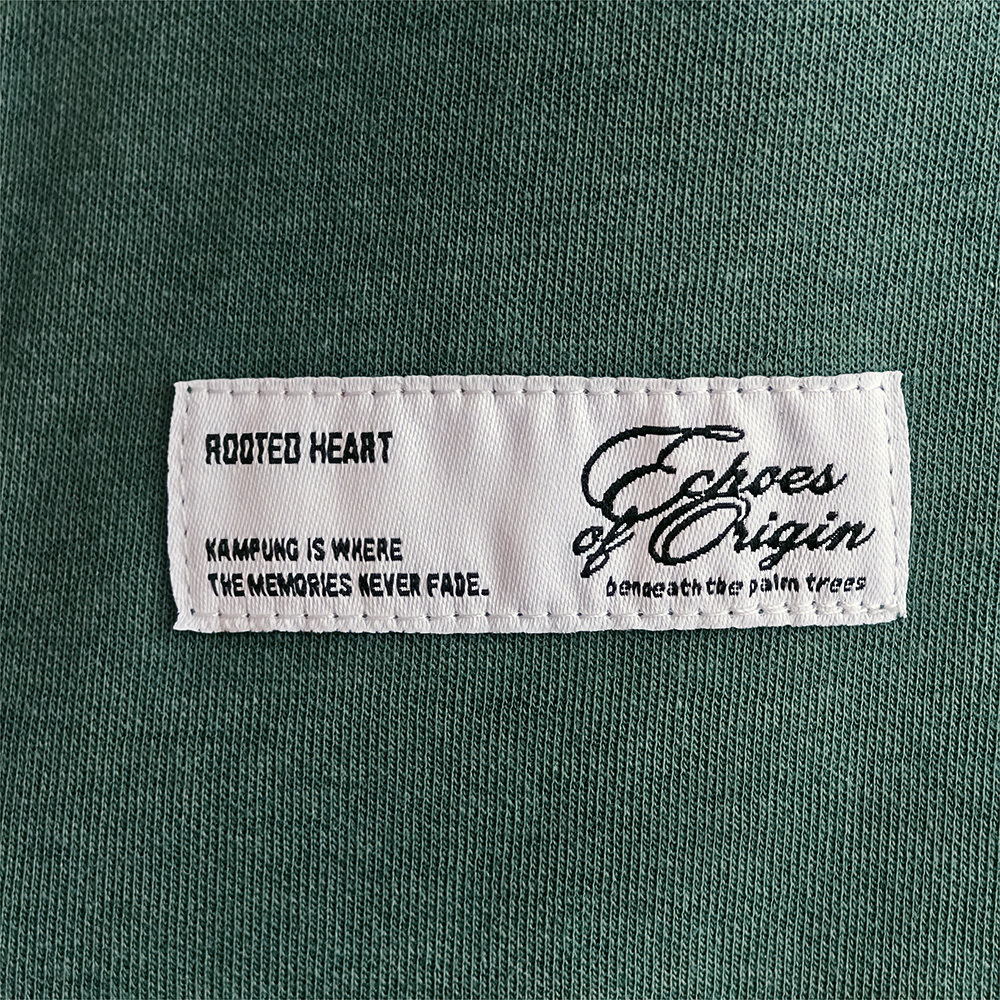 ROOTED HEART
KAMPUNG IS WHERE
THE MEMORIES NEVER FADE.
Echoes
of Origin
beneath the palm trees